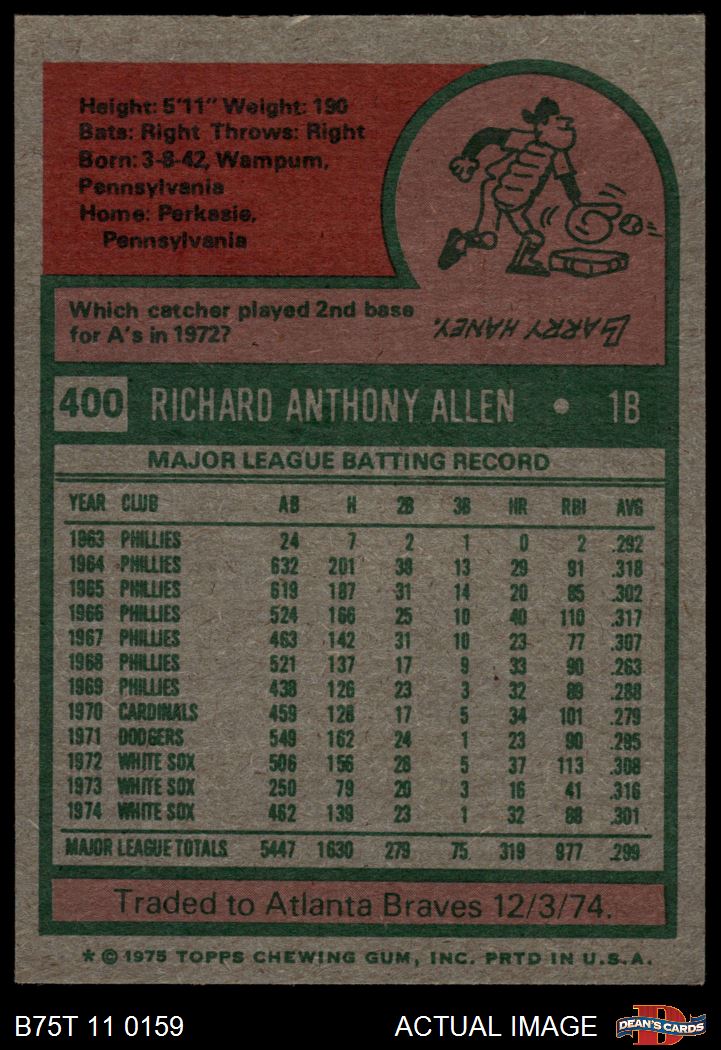 Height: 5'11" Weight: 190
Bats: Right Throws: Right
Born: 3-8-42, Wampum,
Pennsylvania
Home: Perkasie,
Pennsylvania
Which catcher played 2nd base
for A's in 1972?
BARRY HANEY.
400 RICHARD ANTHONY ALLEN • 1B
MAJOR LEAGUE BATTING RECORD
YEAR CLUB AB H 2B 3B HR RBI AVG
1963 PHILLIES 24 7 2 1 0 2 .292
1964 PHILLIES 632 201 38 13 29 91 .318
1965 PHILLIES 619 187 31 14 20 85 .302
1966 PHILLIES 524 166 25 10 40 110 .317
1967 PHILLIES 463 142 31 10 23 77 .307
1968 PHILLIES 521 137 17 9 33 90 .263
1969 PHILLIES 438 126 23 3 32 89 .288
1970 CARDINALS 459 128 17 5 34 101 .279
1971 DODGERS 549 162 24 1 23 90 .295
1972 WHITE SOX 506 156 28 5 37 113 .308
1973 WHITE SOX 250 79 20 3 16 41 .316
1974 WHITE SOX 462 139 23 1 32 88 .301
MAJOR LEAGUE TOTALS 5447 1630 279 75 319 977 .299
Traded to Atlanta Braves 12/3/74.
* © 1975 TOPPS CHEWING GUM, INC. PRTD IN U.S.A.
B75T 11 0159 ACTUAL IMAGE
D
DEAN'S CARDS